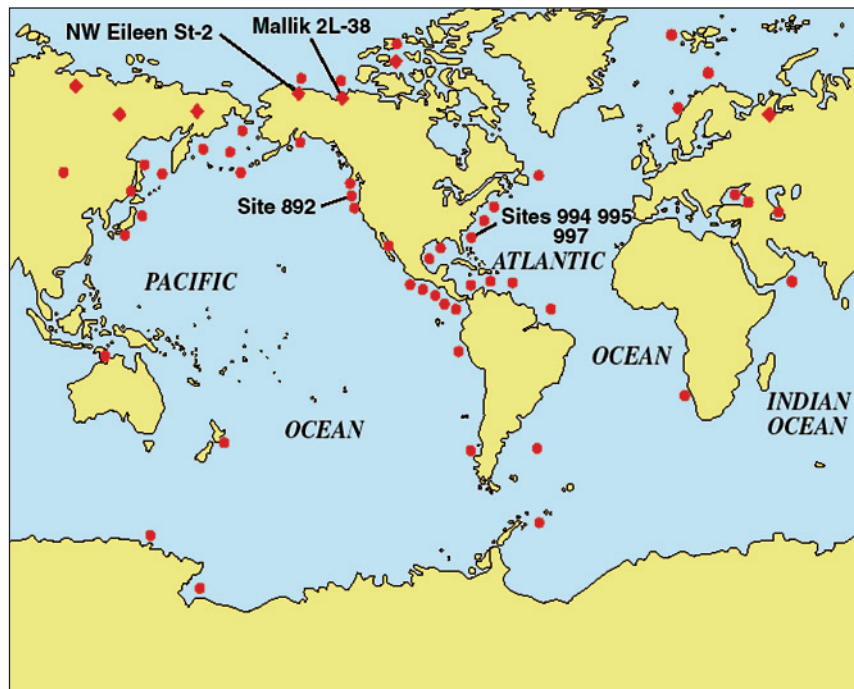 NW Eileen St-2
Mallik 2L-38
Site 892
Sites 994 995
997
PACIFIC
ATLANTIC
OCEAN
OCEAN
INDIAN
OCEAN